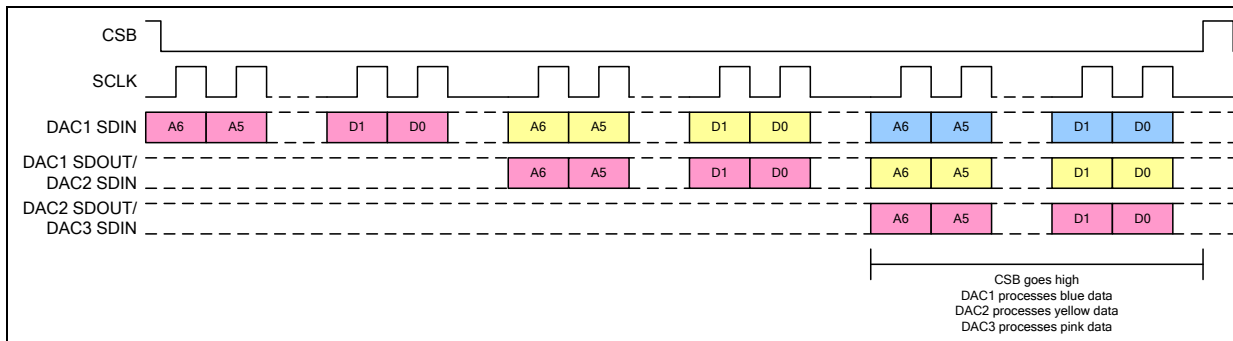 CSB
SCLK
DAC1 SDIN A6 A5 D1 D0 A6 A5 D1 D0 A6 A5 D1 D0
DAC1 SDOUT/
DAC2 SDIN A6 A5 D1 D0 A6 A5 D1 D0
DAC2 SDOUT/
DAC3 SDIN A6 A5 D1 D0
CSB goes high
DAC1 processes blue data
DAC2 processes yellow data
DAC3 processes pink data